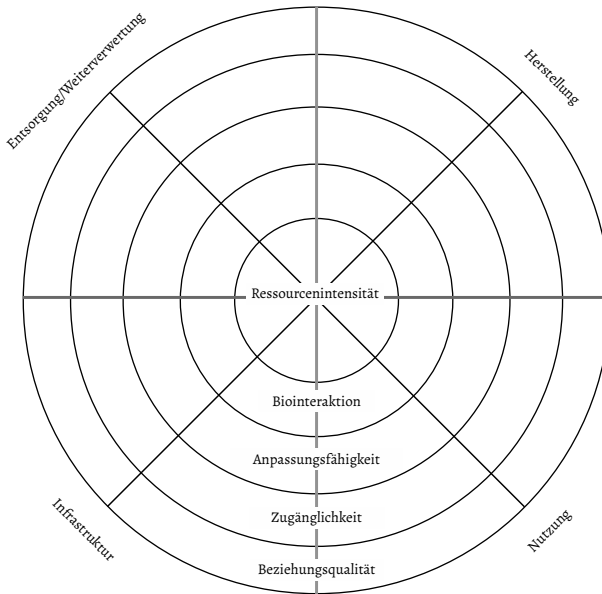 Entsorgung/Weiterverwertung
Herstellung
Ressourcenintensität
Biointeraktion
Anpassungsfähigkeit
Zugänglichkeit
Beziehungsqualität
Infrastruktur
Nutzung